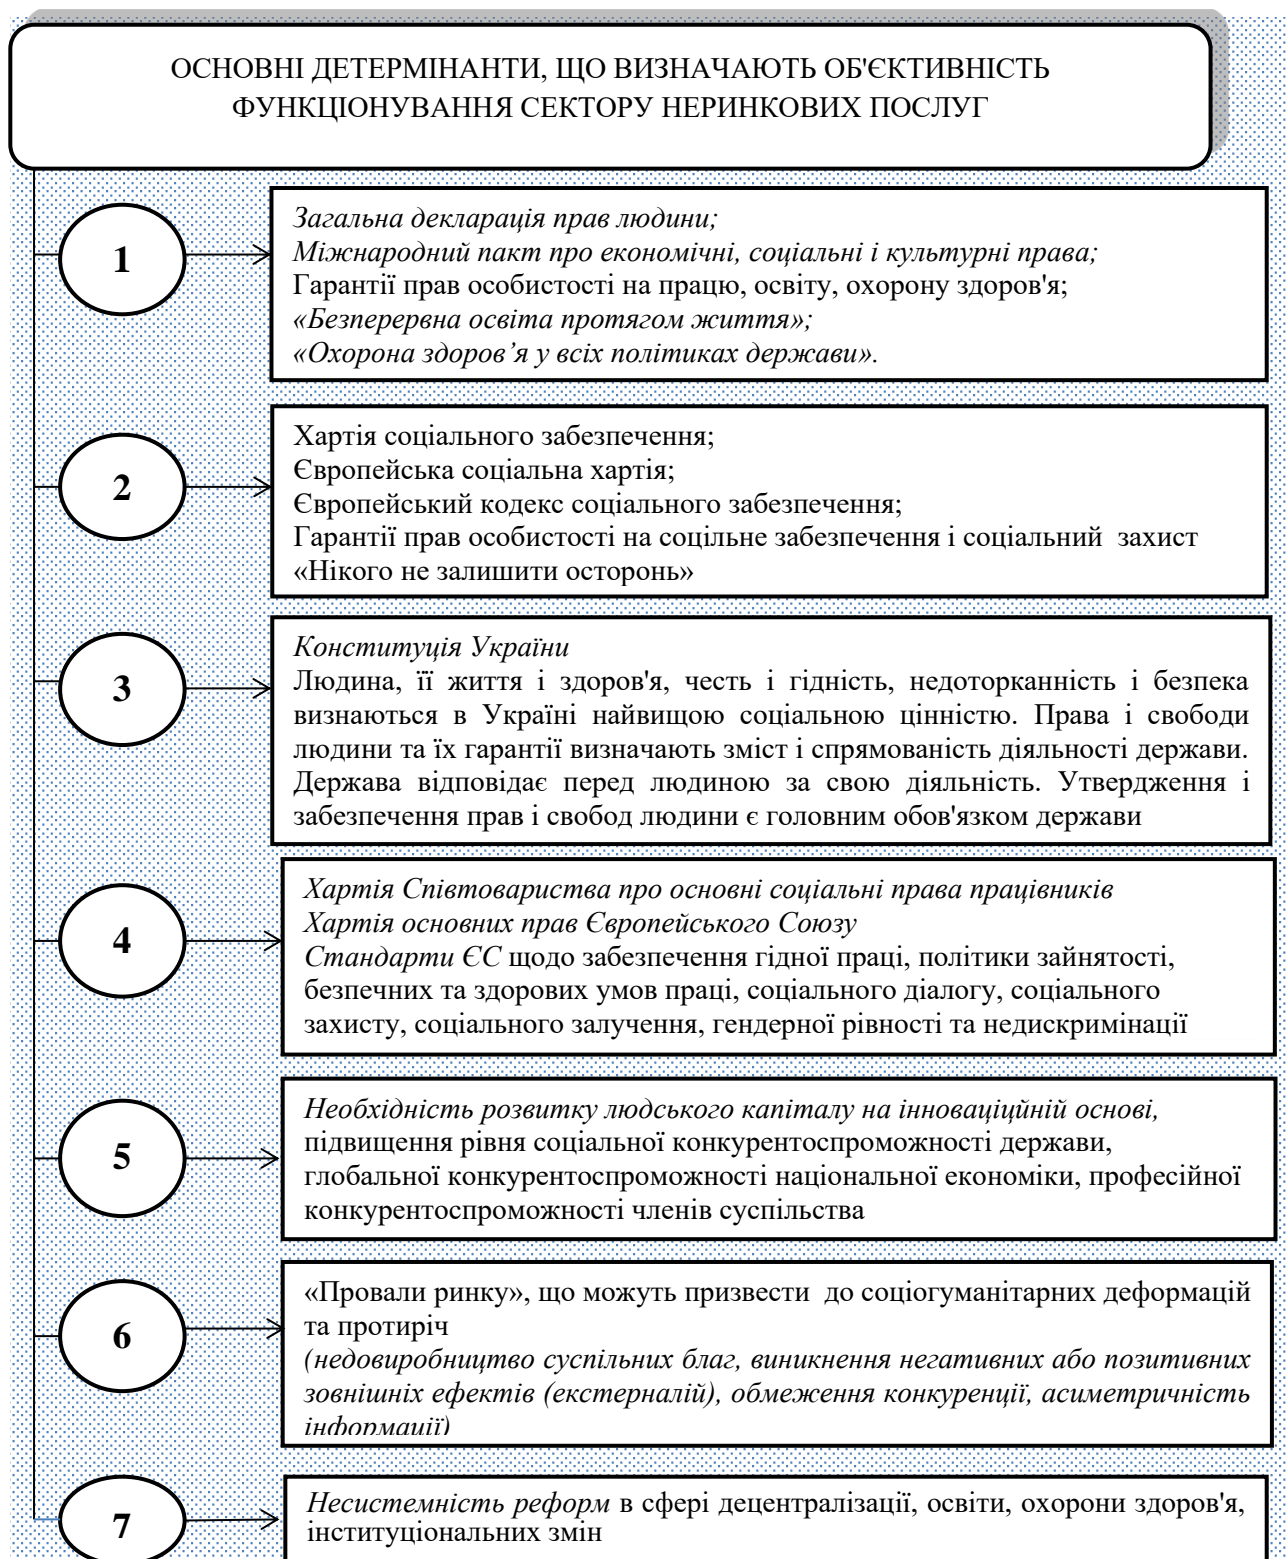 ОСНОВНІ ДЕТЕРМІНАНТИ, ЩО ВИЗНАЧАЮТЬ ОБ'ЄКТИВНІСТЬ
ФУНКЦІОНУВАННЯ СЕКТОРУ НЕРИНКОВИХ ПОСЛУГ
1
Загальна декларація прав людини;
Міжнародний пакт про економічні, соціальні і культурні права;
Гарантії прав особистості на працю, освіту, охорону здоров'я;
«Безперервна освіта протягом життя»;
«Охорона здоров’я у всіх політиках держави».
2
Хартія соціального забезпечення;
Європейська соціальна хартія;
Європейський кодекс соціального забезпечення;
Гарантії прав особистості на соцільне забезпечення і соціальний захист
«Нікого не залишити осторонь»
3
Конституція України
Людина, її життя і здоров'я, честь і гідність, недоторканність і безпека
визнаються в Україні найвищою соціальною цінністю. Права і свободи
людини та їх гарантії визначають зміст і спрямованість діяльності держави.
Держава відповідає перед людиною за свою діяльність. Утвердження і
забезпечення прав і свобод людини є головним обов'язком держави
4
Хартія Співтовариства про основні соціальні права працівників
Хартія основних прав Європейського Союзу
Стандарти ЄС щодо забезпечення гідної праці, політики зайнятості,
безпечних та здорових умов праці, соціального діалогу, соціального
захисту, соціального залучення, гендерної рівності та недискримінації
5
Необхідність розвитку людського капіталу на інноваціційній основі,
підвищення рівня соціальної конкурентоспроможності держави,
глобальної конкурентоспроможності національної економіки, професійної
конкурентоспроможності членів суспільства
6
«Провали ринку», що можуть призвести до соціогуманітарних деформацій
та протиріч
(недовиробництво суспільних благ, виникнення негативних або позитивних
зовнішніх ефектів (екстерналій), обмеження конкуренції, асиметричність
інформації)
7
Несистемність реформ в сфері децентралізації, освіти, охорони здоров'я,
інституціональних змін